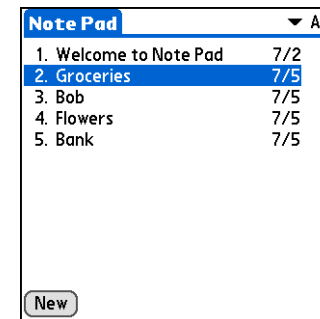 Note Pad A
1. Welcome to Note Pad 7/2
2. Groceries 7/5
3. Bob 7/5
4. Flowers 7/5
5. Bank 7/5
New